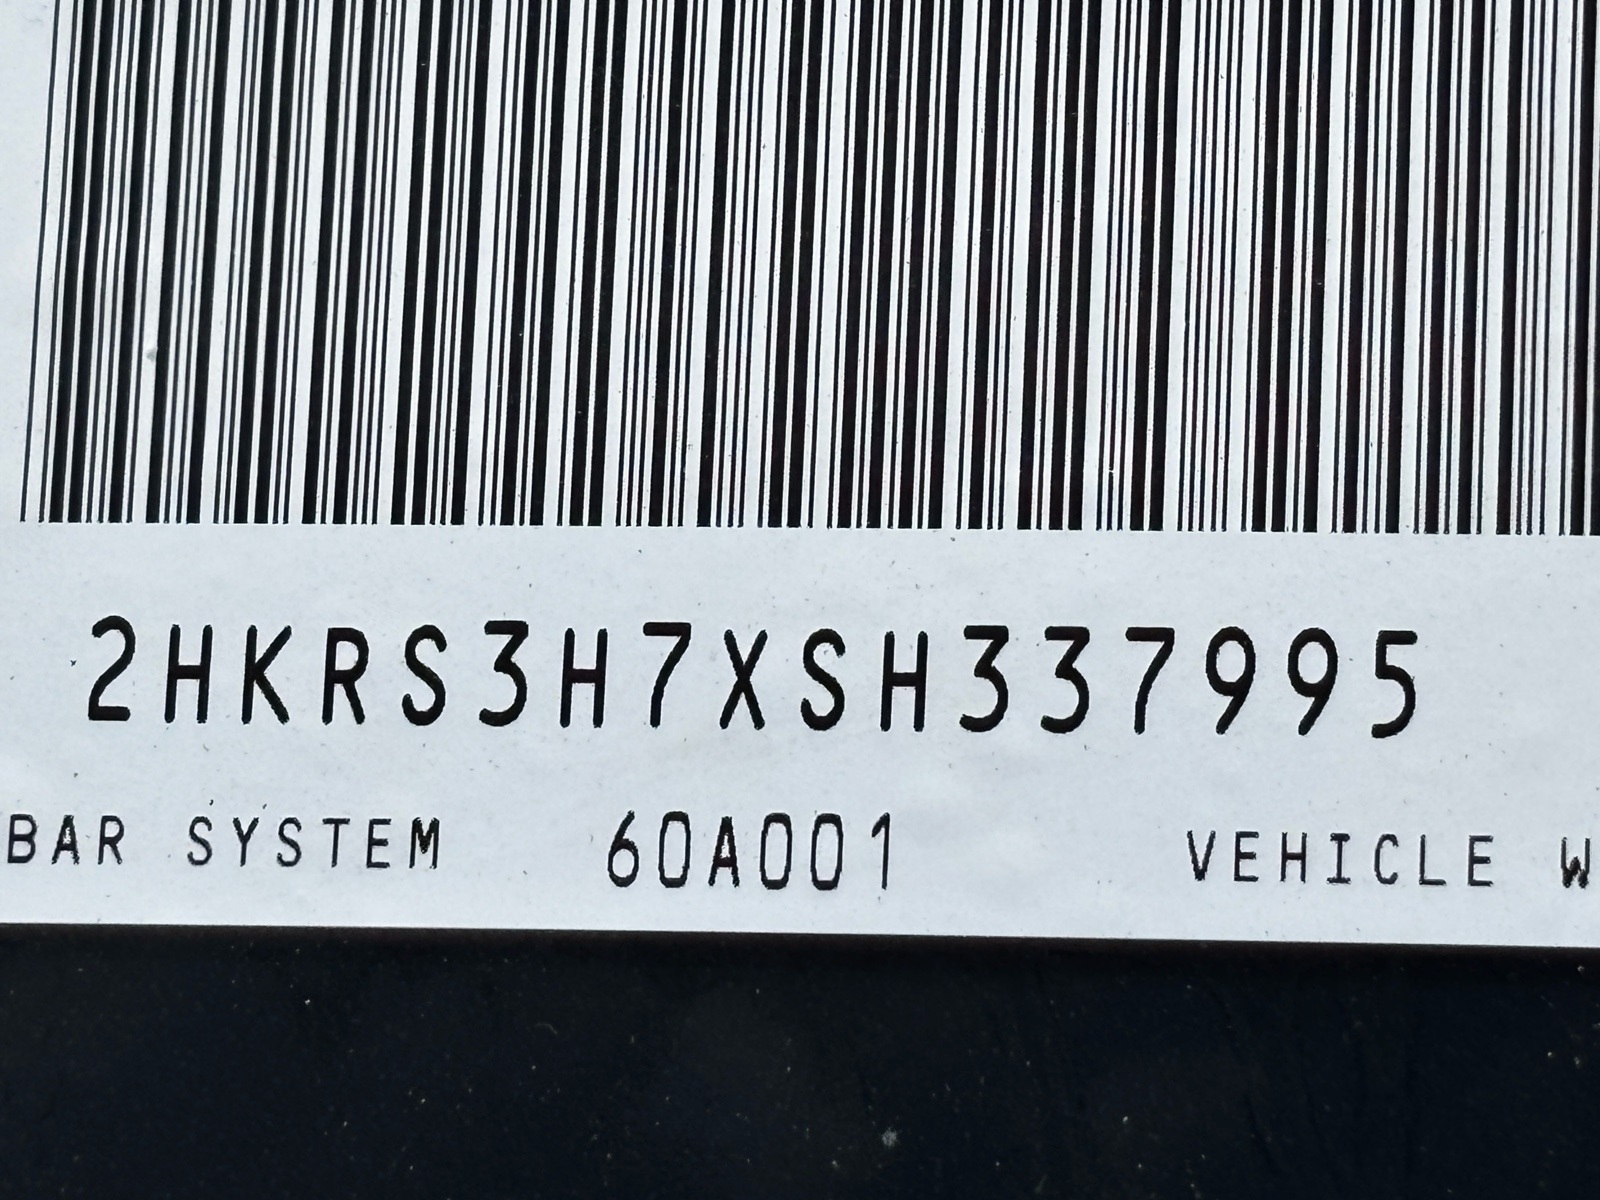 2HKRS3H7XSH337995
BAR SYSTEM 60A001 VEHICLE W